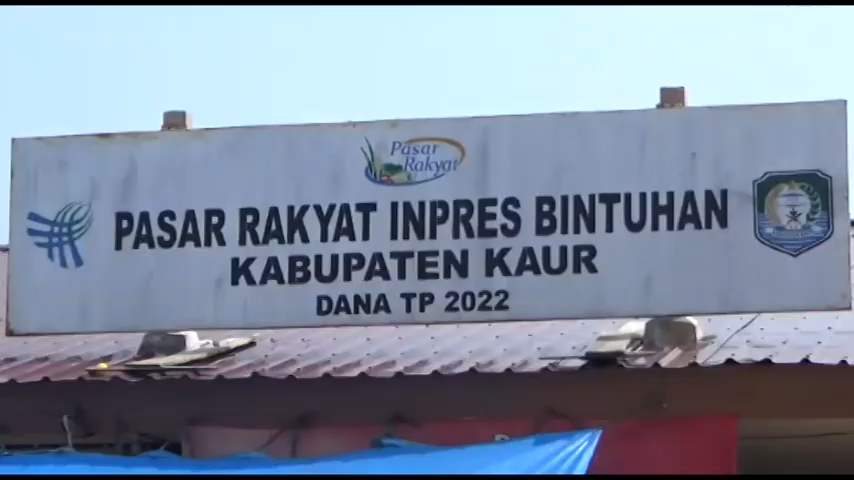 Pasar
Rakyat
PASAR RAKYAT INPRES BINTUHAN
KABUPATEN KAUR
DANA TP 2022